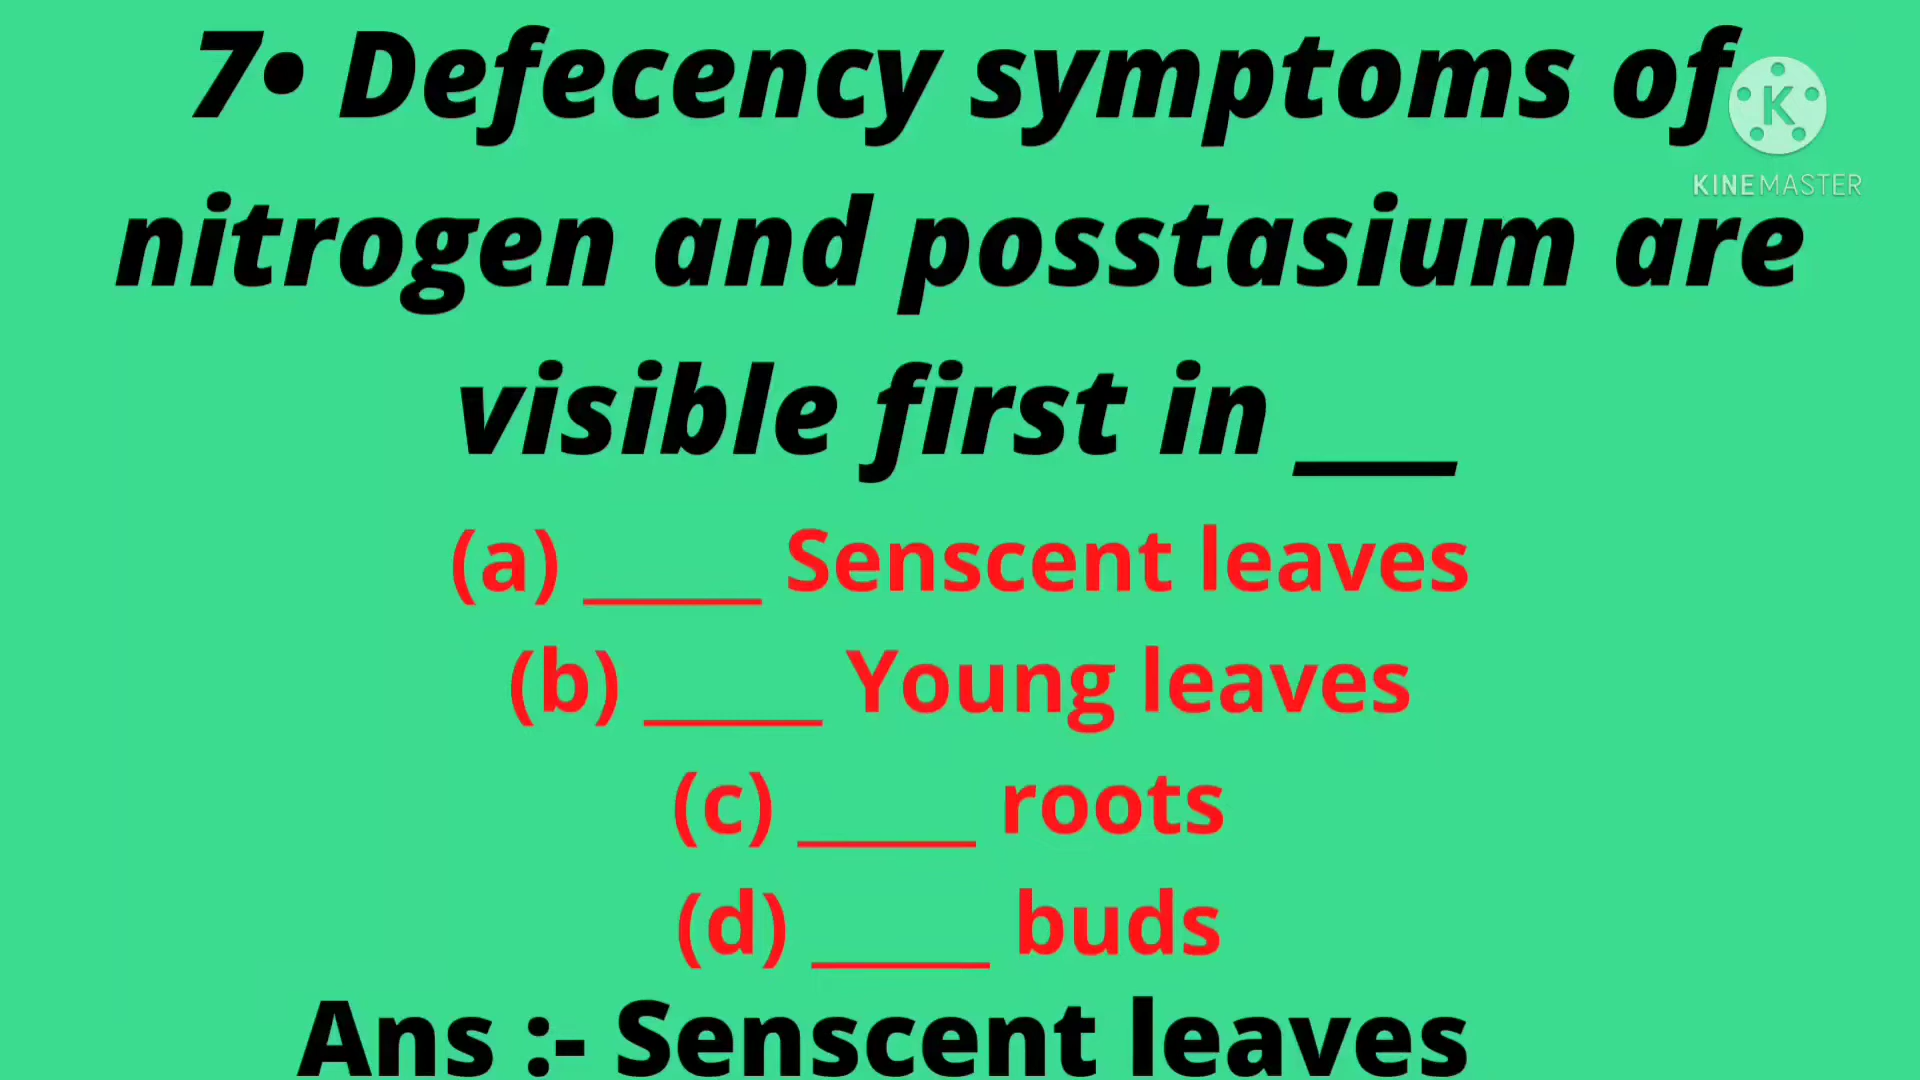 7• Defecency symptoms of
nitrogen and posstasium are
visible first in ___
(a) ____ Senscent leaves
(b) ____ Young leaves
(c) ____ roots
(d) ____ buds
Ans :- Senscent leaves
K
KINEMASTER